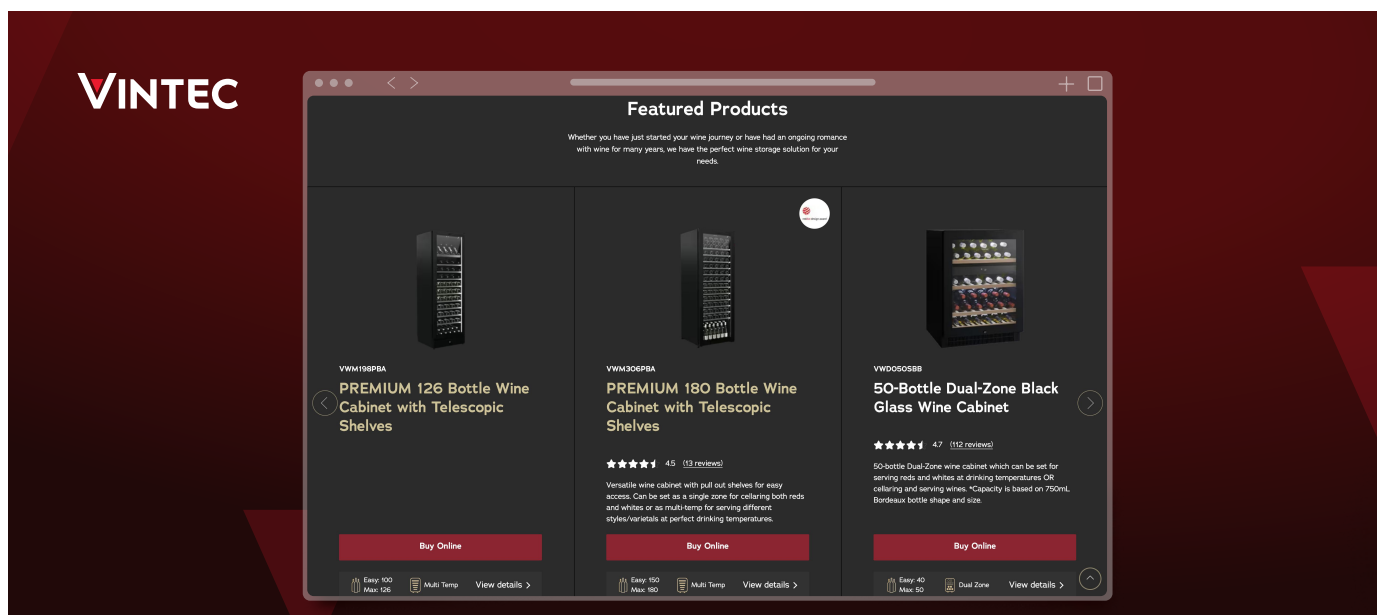 VINTEC
Featured Products
Whether you have just started your wine journey or have had an ongoing romance
with wine for many years, we have the perfect wine storage solution for your
needs.
VWM198PBA
PREMIUM 126 Bottle Wine
Cabinet with Telescopic
Shelves
Buy Online
Easy: 100
Max: 126
Multi Temp
View details
VWM306PBA
PREMIUM 180 Bottle Wine
Cabinet with Telescopic
Shelves
4.5 (13 reviews)
Versatile wine cabinet with pull out shelves for easy
access. Can be set as a single zone for cellaring both reds
and whites or as multi-temp for serving different
styles/varietals at perfect drinking temperatures.
Buy Online
Easy: 150
Max: 180
Multi Temp
View details
VWD050SBB
50-Bottle Dual-Zone Black
Glass Wine Cabinet
4.7 (112 reviews)
50-bottle Dual-Zone wine cabinet which can be set for
serving reds and whites at drinking temperatures OR
cellaring and serving wines. *Capacity is based on 750mL
Bordeaux bottle shape and size.
Buy Online
Easy: 40
Max: 50
Dual Zone
View details